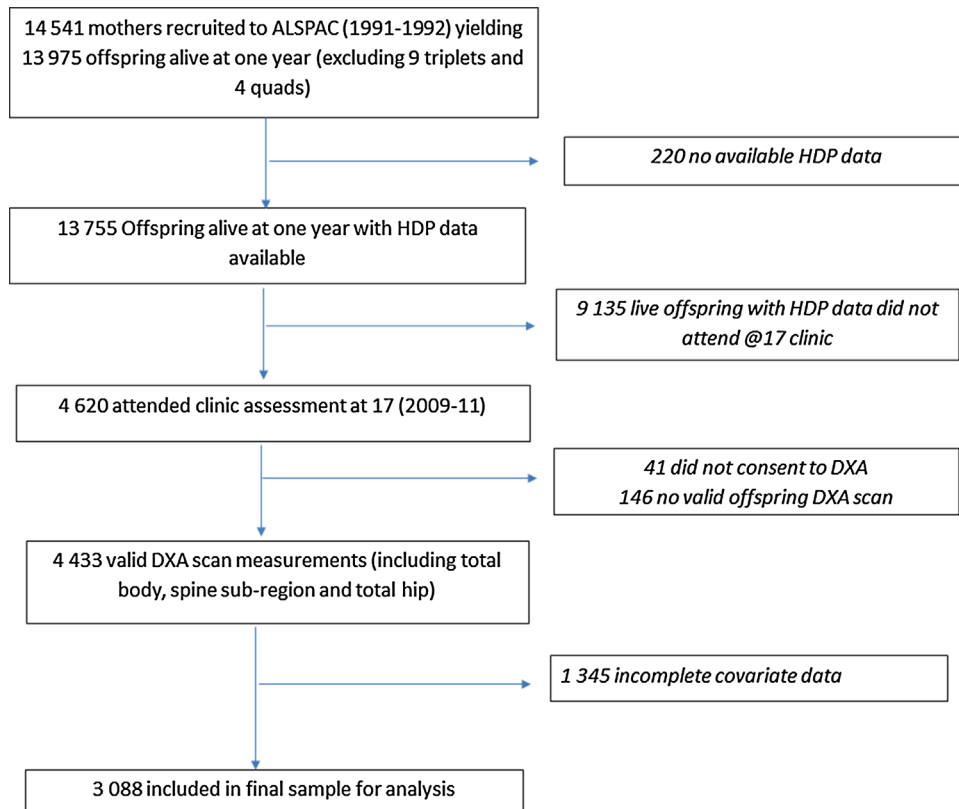 14 541 mothers recruited to ALSPAC (1991-1992) yielding
13 975 offspring alive at one year (excluding 9 triplets and
4 quads)
220 no available HDP data
13 755 Offspring alive at one year with HDP data
available
9 135 live offspring with HDP data did not
attend @17 clinic
4 620 attended clinic assessment at 17 (2009-11)
41 did not consent to DXA
146 no valid offspring DXA scan
4 433 valid DXA scan measurements (including total
body, spine sub-region and total hip)
1 345 incomplete covariate data
3 088 included in final sample for analysis